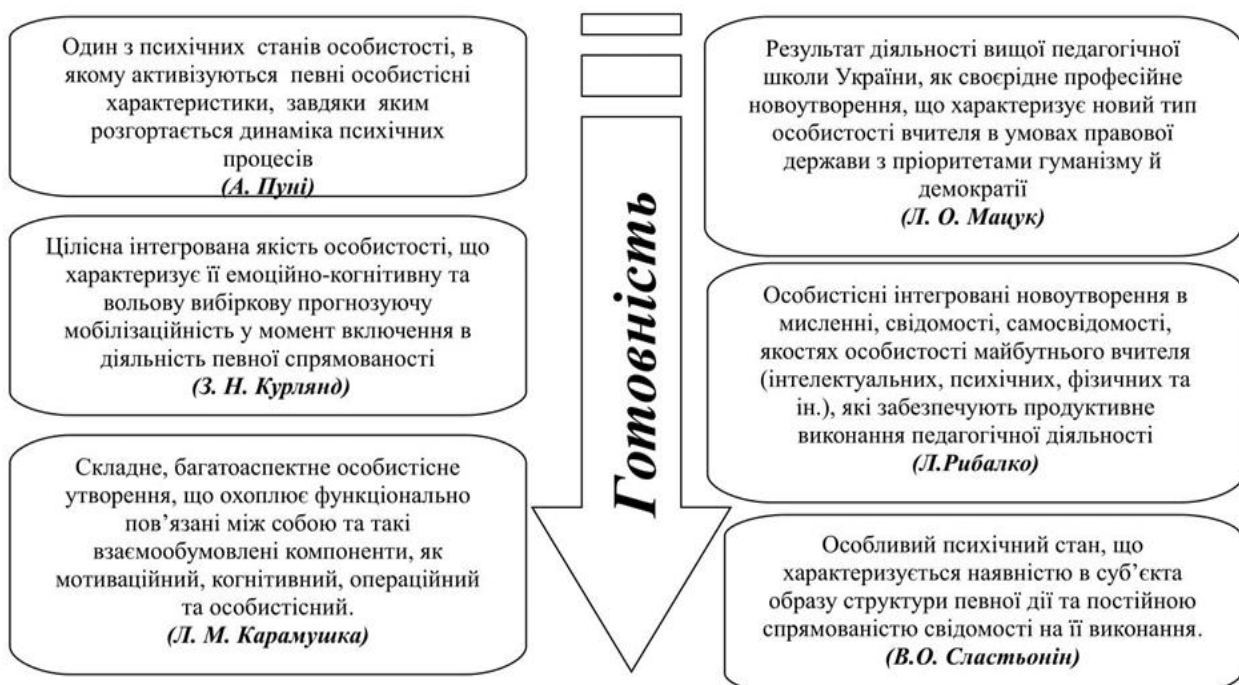 Один з психічних станів особистості, в
якому активізуються певні особистісні
характеристики, завдяки яким
розгортається динаміка психічних
процесів
(А. Пуні)
Цілісна інтегрована якість особистості, що
характеризує її емоційно-когнітивну та
вольову вибіркову прогнозуючу
мобілізаційність у момент включення в
діяльність певної спрямованості
(З. Н. Курлянд)
Складне, багатоаспектне особистісне
утворення, що охоплює функціонально
пов’язані між собою та такі
взаємообумовлені компоненти, як
мотиваційний, когнітивний, операційний
та особистісний.
(Л. М. Карамушка)
Готовність
Результат діяльності вищої педагогічної
школи України, як своєрідне професійне
новоутворення, що характеризує новий тип
особистості вчителя в умовах правової
держави з пріоритетами гуманізму й
демократії
(Л. О. Мацук)
Особистісні інтегровані новоутворення в
мисленні, свідомості, самосвідомості,
якостях особистості майбутнього вчителя
(інтелектуальних, психічних, фізичних та
ін.), які забезпечують продуктивне
виконання педагогічної діяльності
(Л.Рибалко)
Особливий психічний стан, що
характеризується наявністю в суб’єкта
образу структури певної дії та постійною
спрямованістю свідомості на її виконання.
(В.О. Сластьонін)